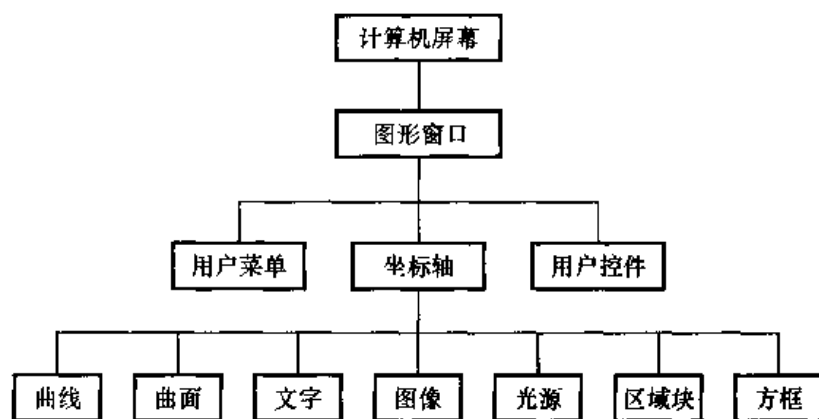 计算机屏幕
图形窗口
用户菜单 坐标轴 用户控件
曲线 曲面 文字 图像 光源 区域块 方框